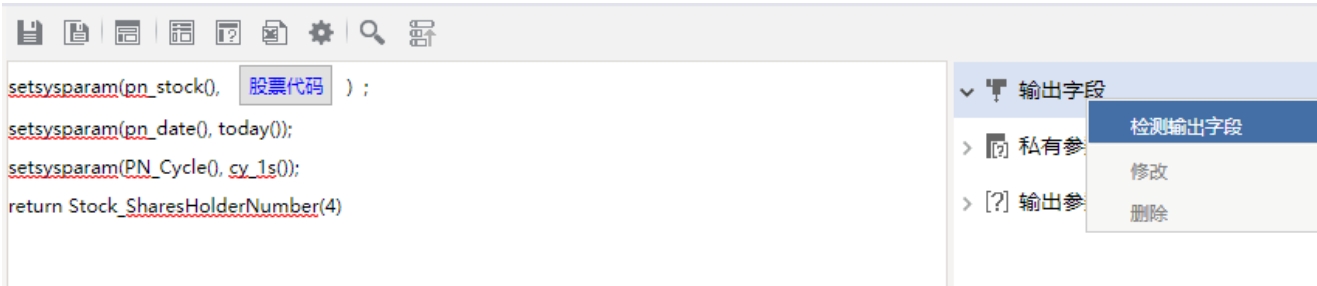 setsysparam(pn_stock(), 股票代码 ) ;
setsysparam(pn_date(), today());
setsysparam(PN_Cycle(), cy_1s());
return Stock_SharesHolderNumber(4)
输出字段
检测输出字段
[?] 私有参
修改
[?] 输出参
删除